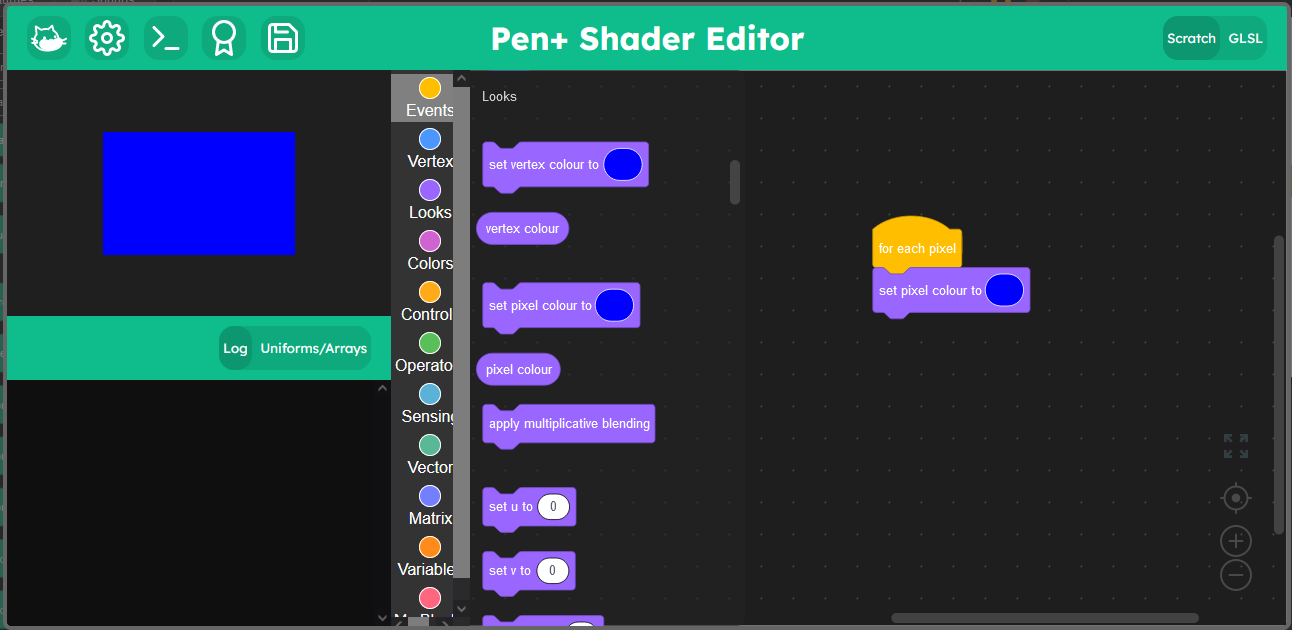 Pen+ Shader Editor
Scratch
GLSL
Log
Uniforms/Arrays
Events
Vertex
Looks
Colors
Control
Operato
Sensing
Vector
Matrix
Variable
Looks
set vertex colour to
vertex colour
set pixel colour to
pixel colour
apply multiplicative blending
set u to 0
set v to 0
for each pixel
set pixel colour to